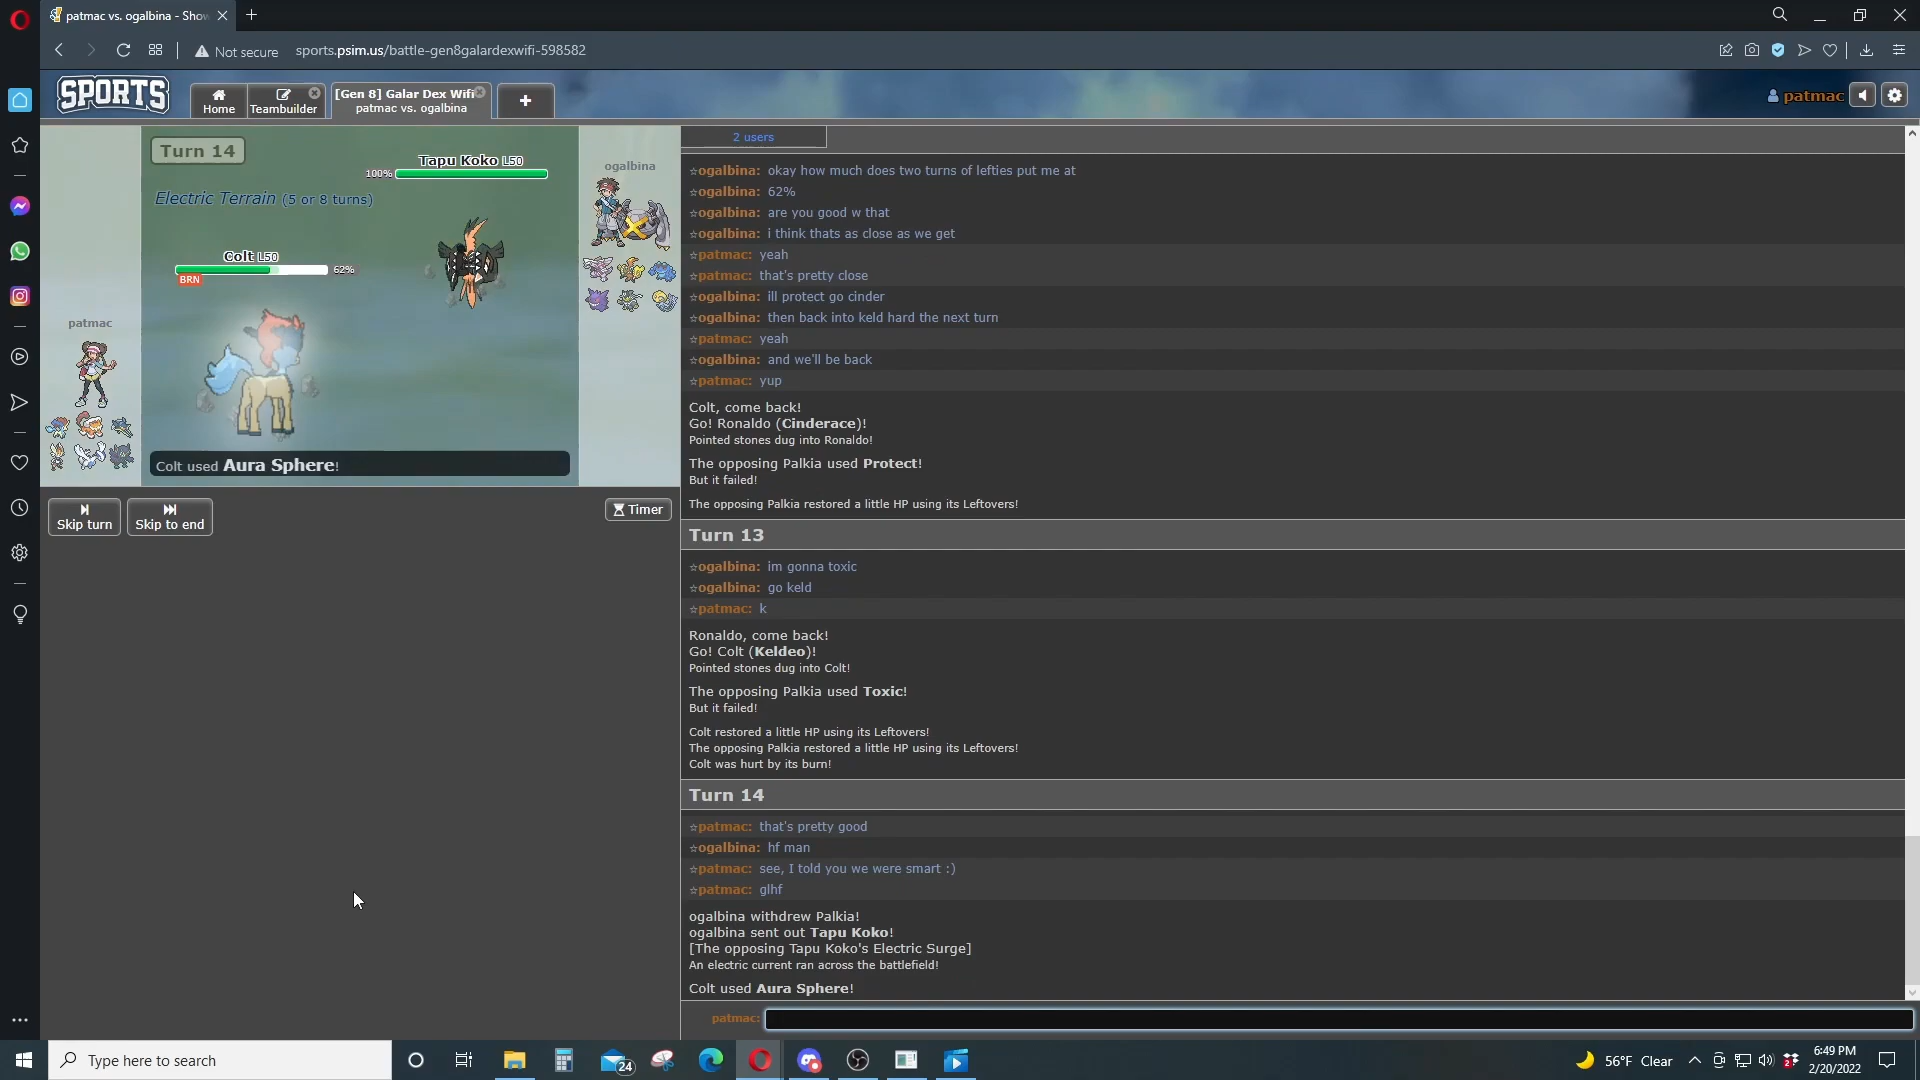 patmac vs. ogalbina - Show
Not secure
sports.psim.us/battle-gen8galardexwifi-598582
SPORTS
Home
Teambuilder
[Gen 8] Galar Dex Wifi
patmac vs. ogalbina
patmac
Turn 14
Tapu Koko L50
100%
Electric Terrain (5 or 8 turns)
Colt L50
62%
BRN
ogalbina
patmac
Colt used Aura Sphere!
Skip turn
Skip to end
Timer
2 users
☆ogalbina: okay how much does two turns of lefties put me at
☆ogalbina: 62%
☆ogalbina: are you good w that
☆ogalbina: i think thats as close as we get
☆patmac: yeah
☆patmac: that's pretty close
☆ogalbina: ill protect go cinder
☆ogalbina: then back into keld hard the next turn
☆patmac: yeah
☆ogalbina: and we'll be back
☆patmac: yup
Colt, come back!
Go! Ronaldo (Cinderace)!
Pointed stones dug into Ronaldo!
The opposing Palkia used Protect!
But it failed!
The opposing Palkia restored a little HP using its Leftovers!
Turn 13
☆ogalbina: im gonna toxic
☆ogalbina: go keld
☆patmac: k
Ronaldo, come back!
Go! Colt (Keldeo)!
Pointed stones dug into Colt!
The opposing Palkia used Toxic!
But it failed!
Colt restored a little HP using its Leftovers!
The opposing Palkia restored a little HP using its Leftovers!
Colt was hurt by its burn!
Turn 14
☆patmac: that's pretty good
☆ogalbina: hf man
☆patmac: see, I told you we were smart :)
☆patmac: glhf
ogalbina withdrew Palkia!
ogalbina sent out Tapu Koko!
[The opposing Tapu Koko's Electric Surge]
An electric current ran across the battlefield!
Colt used Aura Sphere!
patmac:
Type here to search
24
56°F Clear
2
6:49 PM
2/20/2022